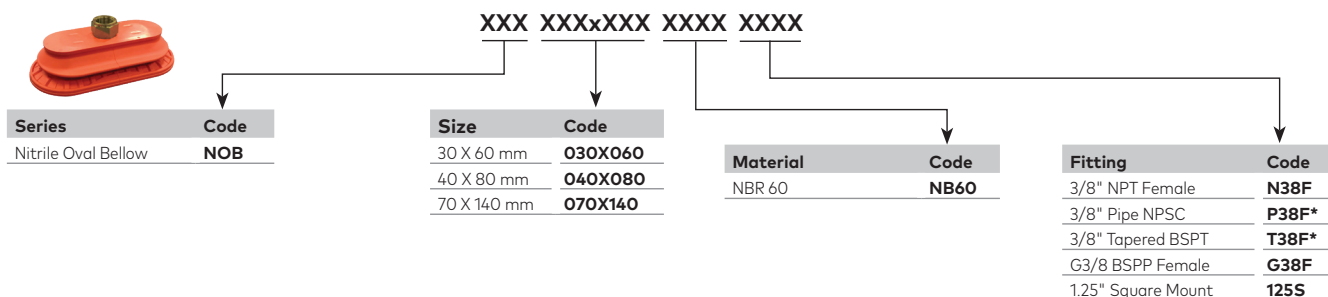 XXX XXXxXXX XXXX XXXX
Series Code
Nitrile Oval Bellow NOB
Size Code
30 X 60 mm 030X060
40 X 80 mm 040X080
70 X 140 mm 070X140
Material Code
NBR 60 NB60
Fitting Code
3/8" NPT Female N38F
3/8" Pipe NPSC P38F*
3/8" Tapered BSPT T38F*
G3/8 BSPP Female G38F
1.25" Square Mount 125S